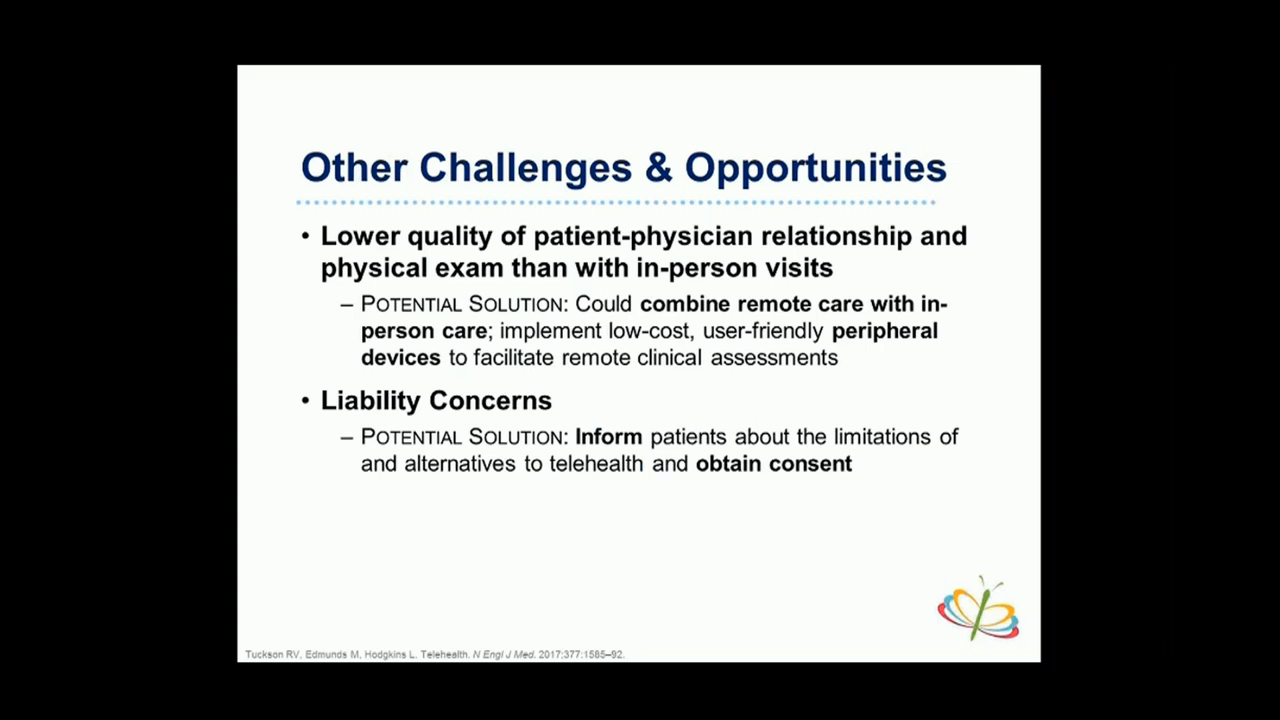 Other Challenges & Opportunities
• Lower quality of patient-physician relationship and
physical exam than with in-person visits
– POTENTIAL SOLUTION: Could combine remote care with in-
person care; implement low-cost, user-friendly peripheral
devices to facilitate remote clinical assessments
• Liability Concerns
– POTENTIAL SOLUTION: Inform patients about the limitations of
and alternatives to telehealth and obtain consent
Tuckson RV, Edmunds M, Hodgkins L. Telehealth. N Engl J Med. 2017;377:1585–92.